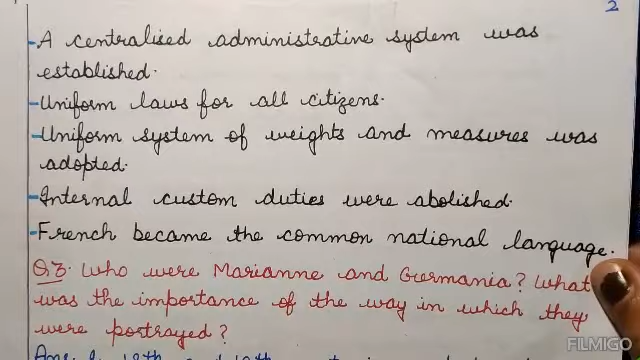 2
- A centralised administrative system was
established.
- Uniform laws for all citizens.
- Uniform system of weights and measures was
adopted.
- Internal custom duties were abolished.
- French became the common national language.
Q3. Who were Marianne and Germania? What
was the importance of the way in which they
were portrayed?
FILMIGO